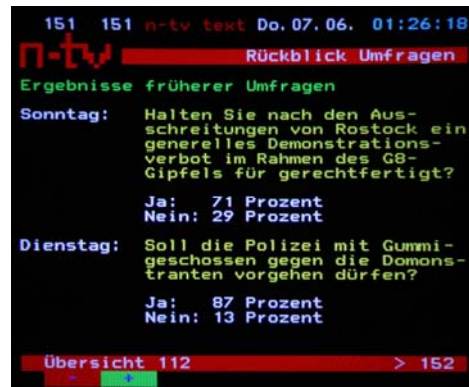 151 151 n-tv text Do. 07. 06. 01:26:18
n-tv
Rückblick Umfragen
Ergebnisse früherer Umfragen
Sonntag: Halten Sie nach den Aus-
schreitungen von Rostock ein
generelles Demonstrations-
verbot im Rahmen des G8-
Gipfels für gerechtfertigt?
Ja: 71 Prozent
Nein: 29 Prozent
Dienstag: Soll die Polizei mit Gummi-
geschossen gegen die Domons-
tranten vorgehen dürfen?
Ja: 87 Prozent
Nein: 13 Prozent
Übersicht 112 > 152
- +